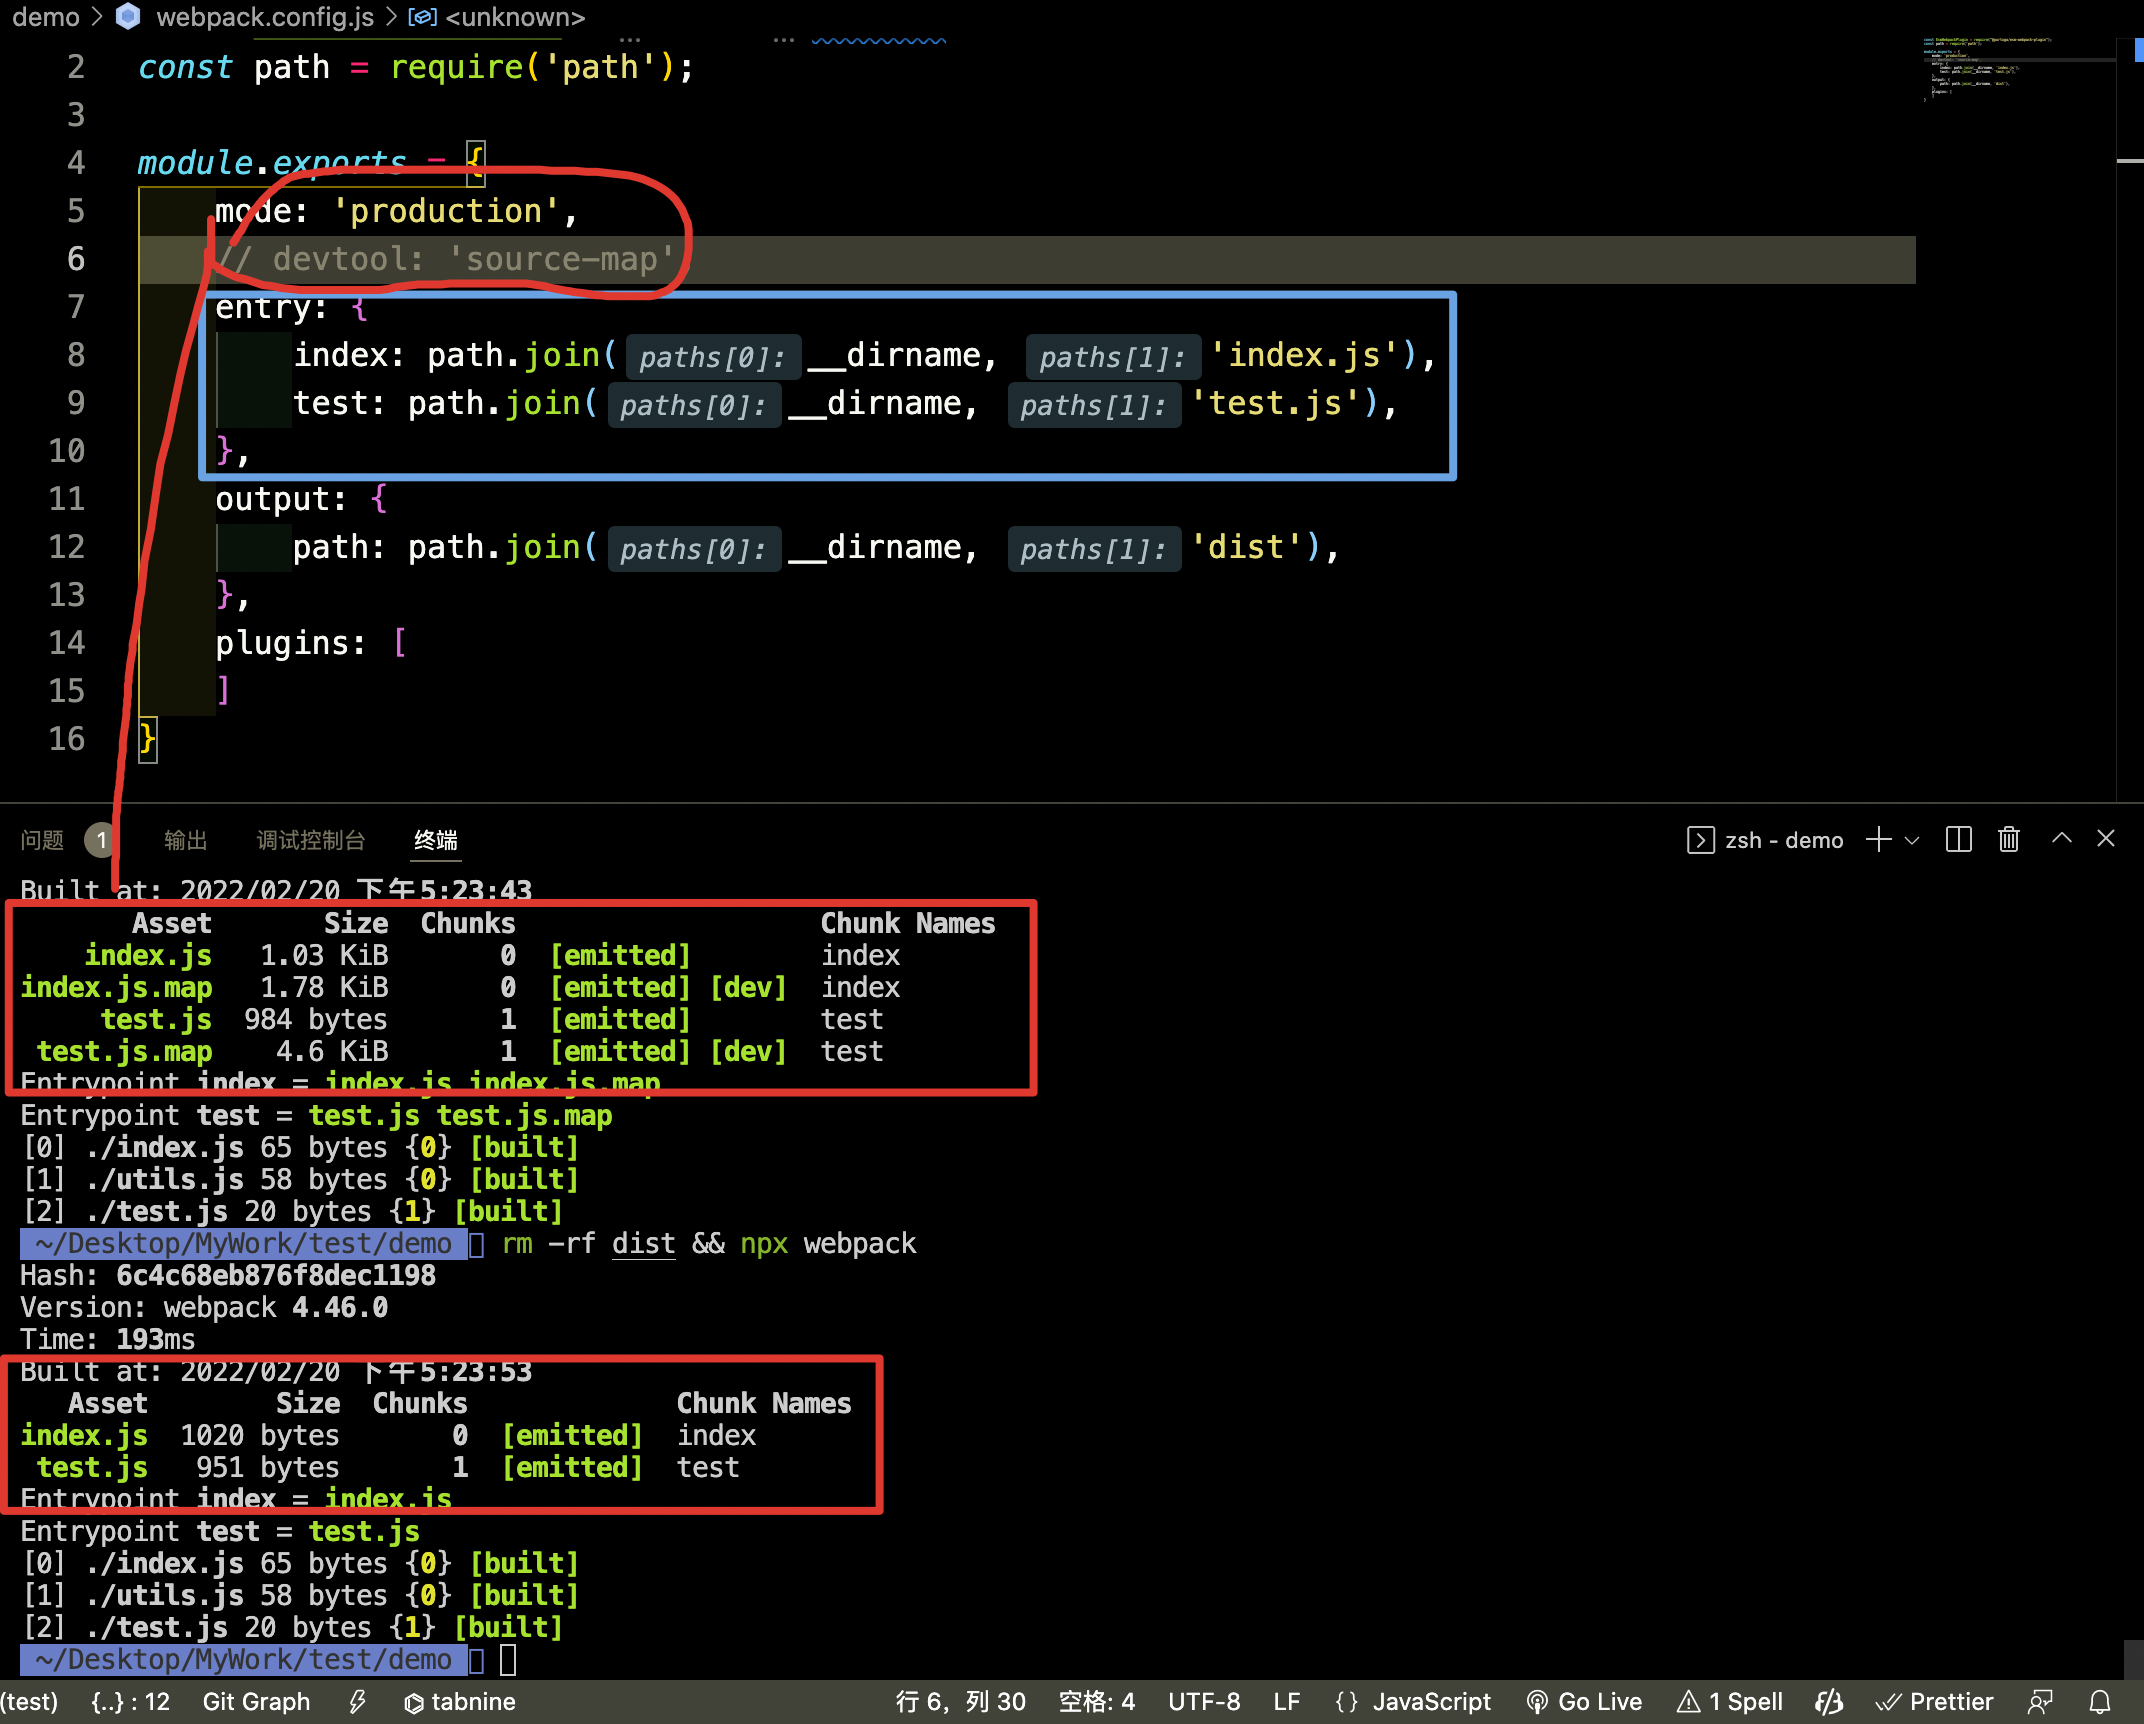 demo > webpack.config.js > <unknown>
2 const path = require('path');
3
4 module.exports = {
5 mode: 'production',
6 // devtool: 'source-map'
7 entry: {
8 index: path.join( paths[0]: __dirname, paths[1]: 'index.js'),
9 test: path.join( paths[0]: __dirname, paths[1]: 'test.js'),
10 },
11 output: {
12 path: path.join( paths[0]: __dirname, paths[1]: 'dist'),
13 },
14 plugins: [
15 ]
16 }
问题 1 输出 调试控制台 终端 zsh - demo
Built at: 2022/02/20 下午5:23:43
Asset Size Chunks Chunk Names
index.js 1.03 KiB 0 [emitted] index
index.js.map 1.78 KiB 0 [emitted] [dev] index
test.js 984 bytes 1 [emitted] test
test.js.map 4.6 KiB 1 [emitted] [dev] test
Entrypoint index = index.js index.js.map
Entrypoint test = test.js test.js.map
[0] ./index.js 65 bytes {0} [built]
[1] ./utils.js 58 bytes {0} [built]
[2] ./test.js 20 bytes {1} [built]
~/Desktop/MyWork/test/demo rm -rf dist && npx webpack
Hash: 6c4c68eb876f8dec1198
Version: webpack 4.46.0
Time: 193ms
Built at: 2022/02/20 下午5:23:53
Asset Size Chunks Chunk Names
index.js 1020 bytes 0 [emitted] index
test.js 951 bytes 1 [emitted] test
Entrypoint index = index.js
Entrypoint test = test.js
[0] ./index.js 65 bytes {0} [built]
[1] ./utils.js 58 bytes {0} [built]
[2] ./test.js 20 bytes {1} [built]
~/Desktop/MyWork/test/demo
(test) {..} : 12 Git Graph tabnine 行 6, 列 30 空格: 4 UTF-8 LF {} JavaScript Go Live 1 Spell Prettier